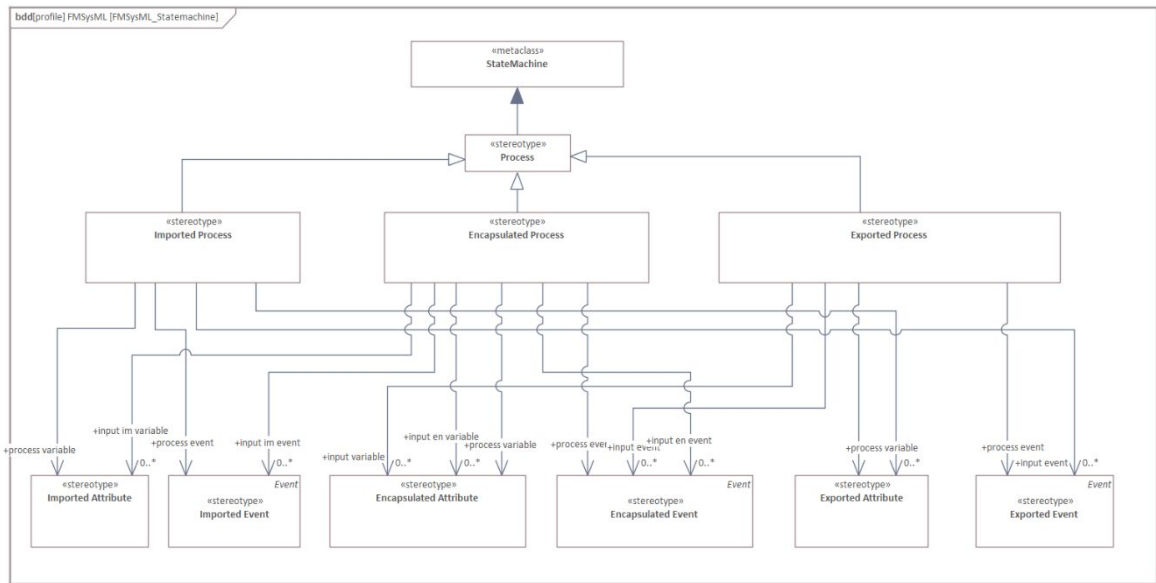 bdd[profile] FMSysML [FMSysML_Statemachine]
«metaclass»
StateMachine
«stereotype»
Process
«stereotype»
Imported Process
«stereotype»
Encapsulated Process
«stereotype»
Exported Process
+process variable
+input im variable
0..*
+process event
+input im event
0..*
+input variable
0..*
+input en variable
0..*
+process variable
+process event
+input event
0..*
+input en event
0..*
+process variable
0..*
+process event
+input event
0..*
«stereotype»
Imported Attribute
Event
«stereotype»
Imported Event
«stereotype»
Encapsulated Attribute
Event
«stereotype»
Encapsulated Event
«stereotype»
Exported Attribute
Event
«stereotype»
Exported Event